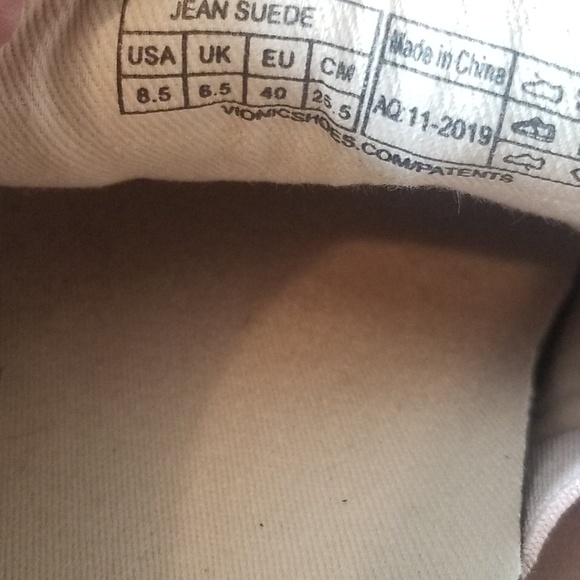 JEAN SUEDE
USA UK EU CM
8.5 6.5 40 25.5
Made in China
AQ:11-2019
VIONICSHOES.COM/PATENTS